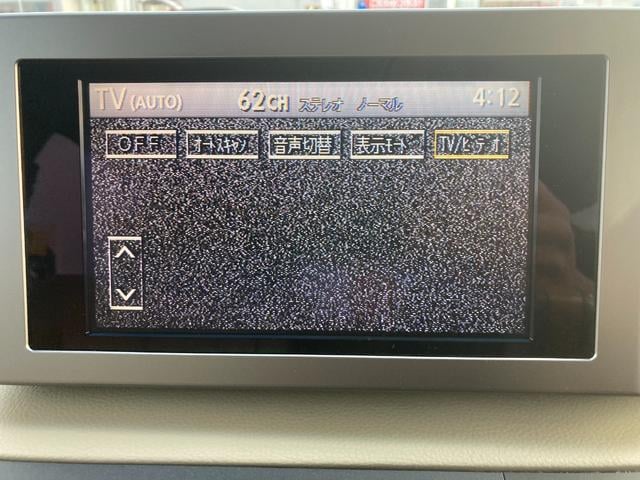 TV(AUTO) 62CH ステレオ ノーマル 4:12
OFF オートスキャン 音声切替 表示モード TV/ビデオ